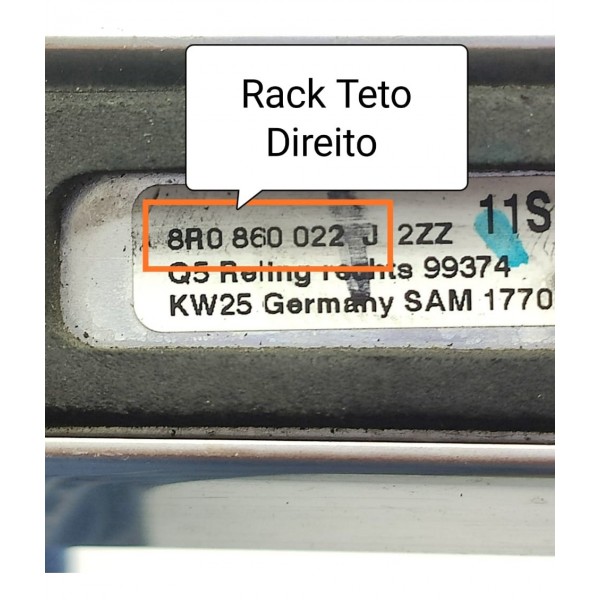 Rack Teto
Direito
11S
8R0 860 022 J 2ZZ
Q5 Reling rechts 99374
KW25 Germany SAM 1770